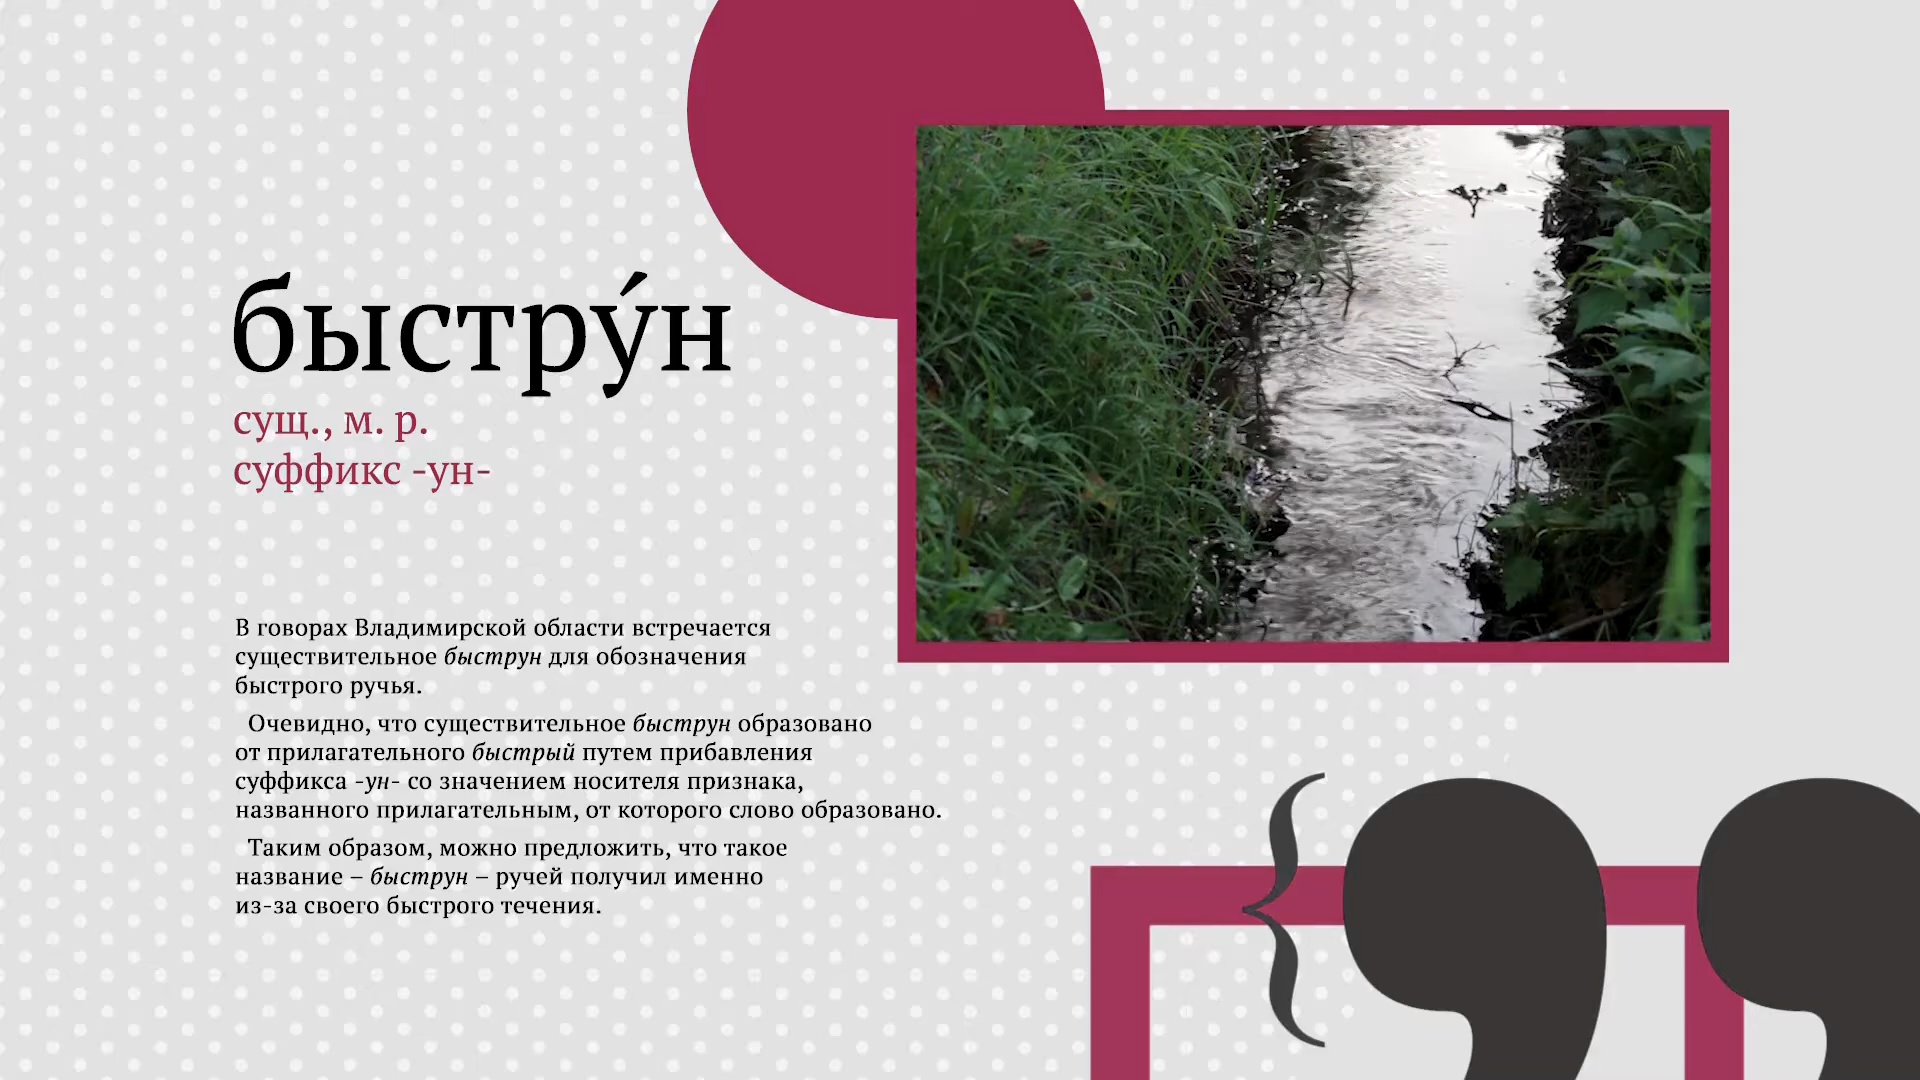 быстру́н
сущ., м. р.
суффикс -ун-
В говорах Владимирской области встречается
существительное быструн для обозначения
быстрого ручья.
Очевидно, что существительное быструн образовано
от прилагательного быстрый путем прибавления
суффикса -ун- со значением носителя признака,
названного прилагательным, от которого слово образовано.
Таким образом, можно предложить, что такое
название – быструн – ручей получил именно
из-за своего быстрого течения.